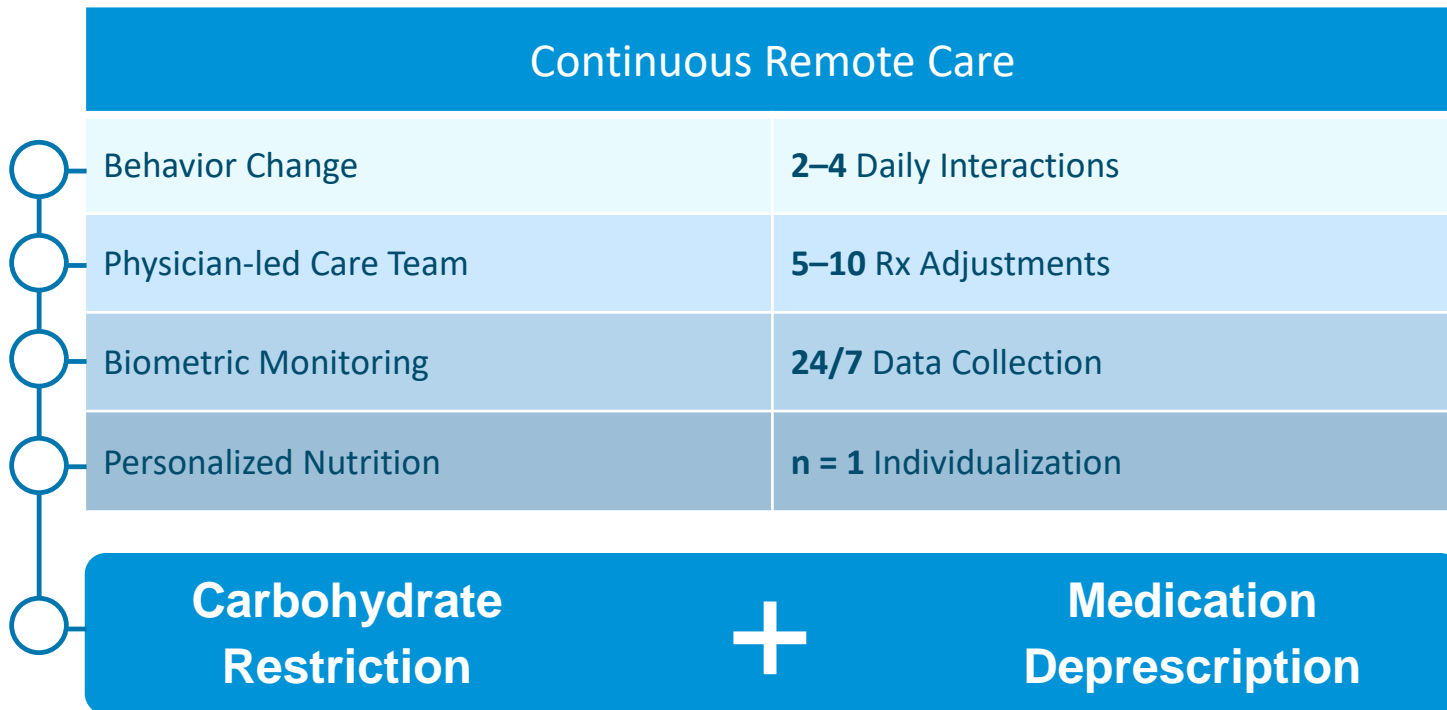 Continuous Remote Care
Behavior Change
2–4 Daily Interactions
Physician-led Care Team
5–10 Rx Adjustments
Biometric Monitoring
24/7 Data Collection
Personalized Nutrition
n = 1 Individualization
Carbohydrate
Restriction
+
Medication
Deprescription